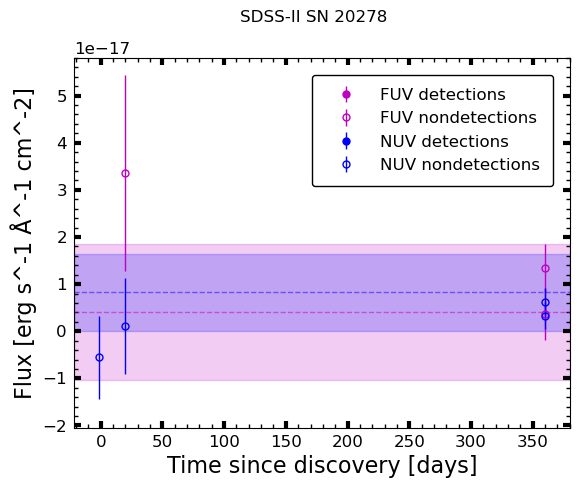 SDSS-II SN 20278
1e−17
FUV detections
FUV nondetections
NUV detections
NUV nondetections
5
4
3
2
1
0
−1
−2
Flux [erg s^-1 Å^-1 cm^-2]
0 50 100 150 200 250 300 350
Time since discovery [days]